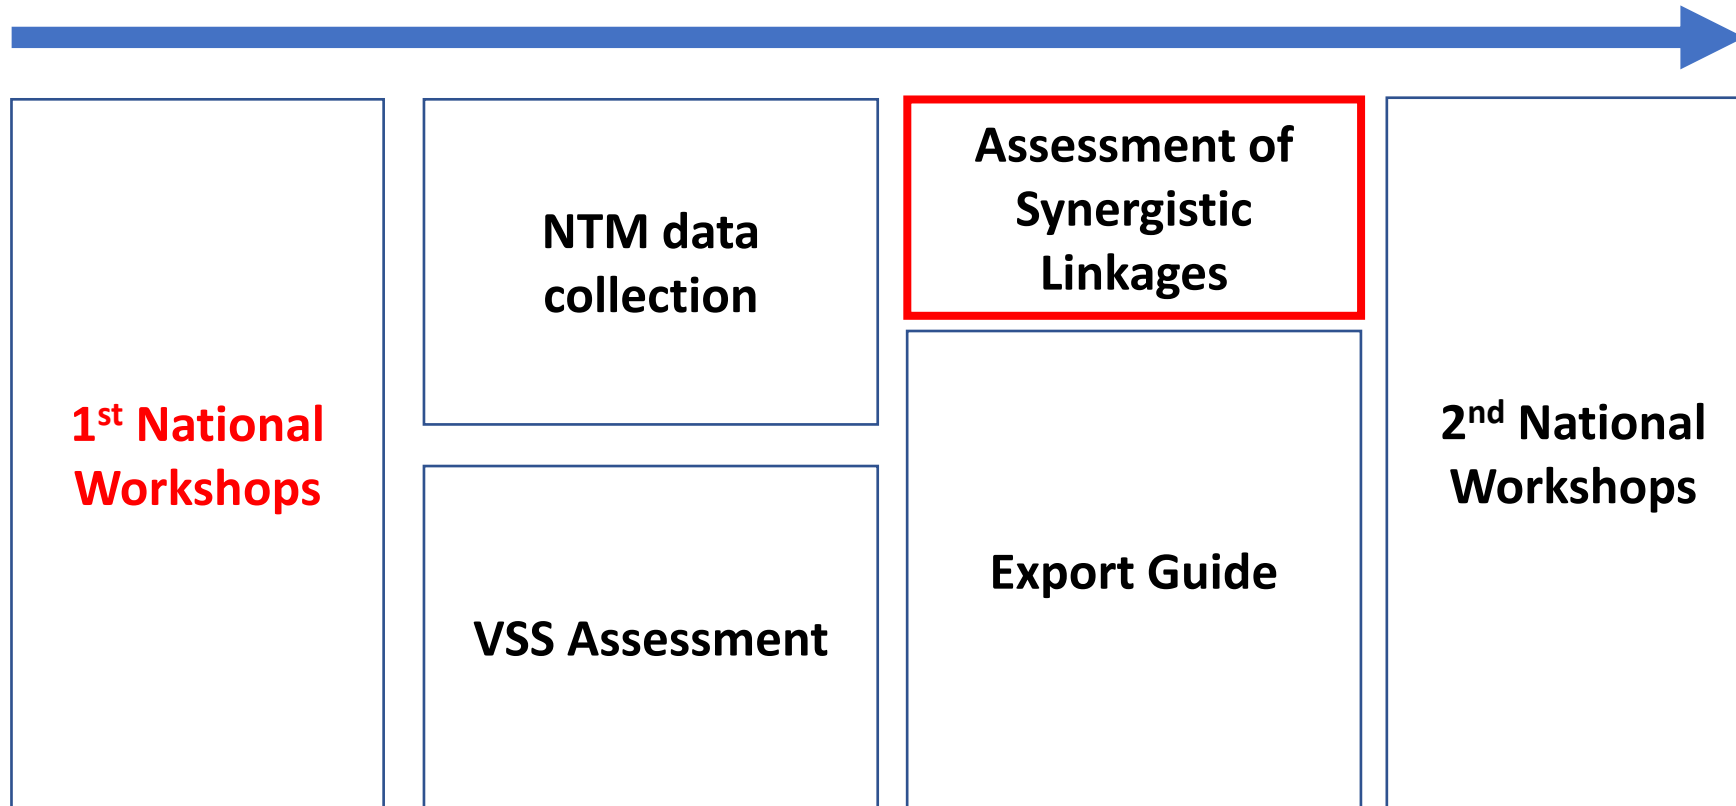 1st National
Workshops
NTM data
collection
VSS Assessment
Assessment of
Synergistic
Linkages
Export Guide
2nd National
Workshops